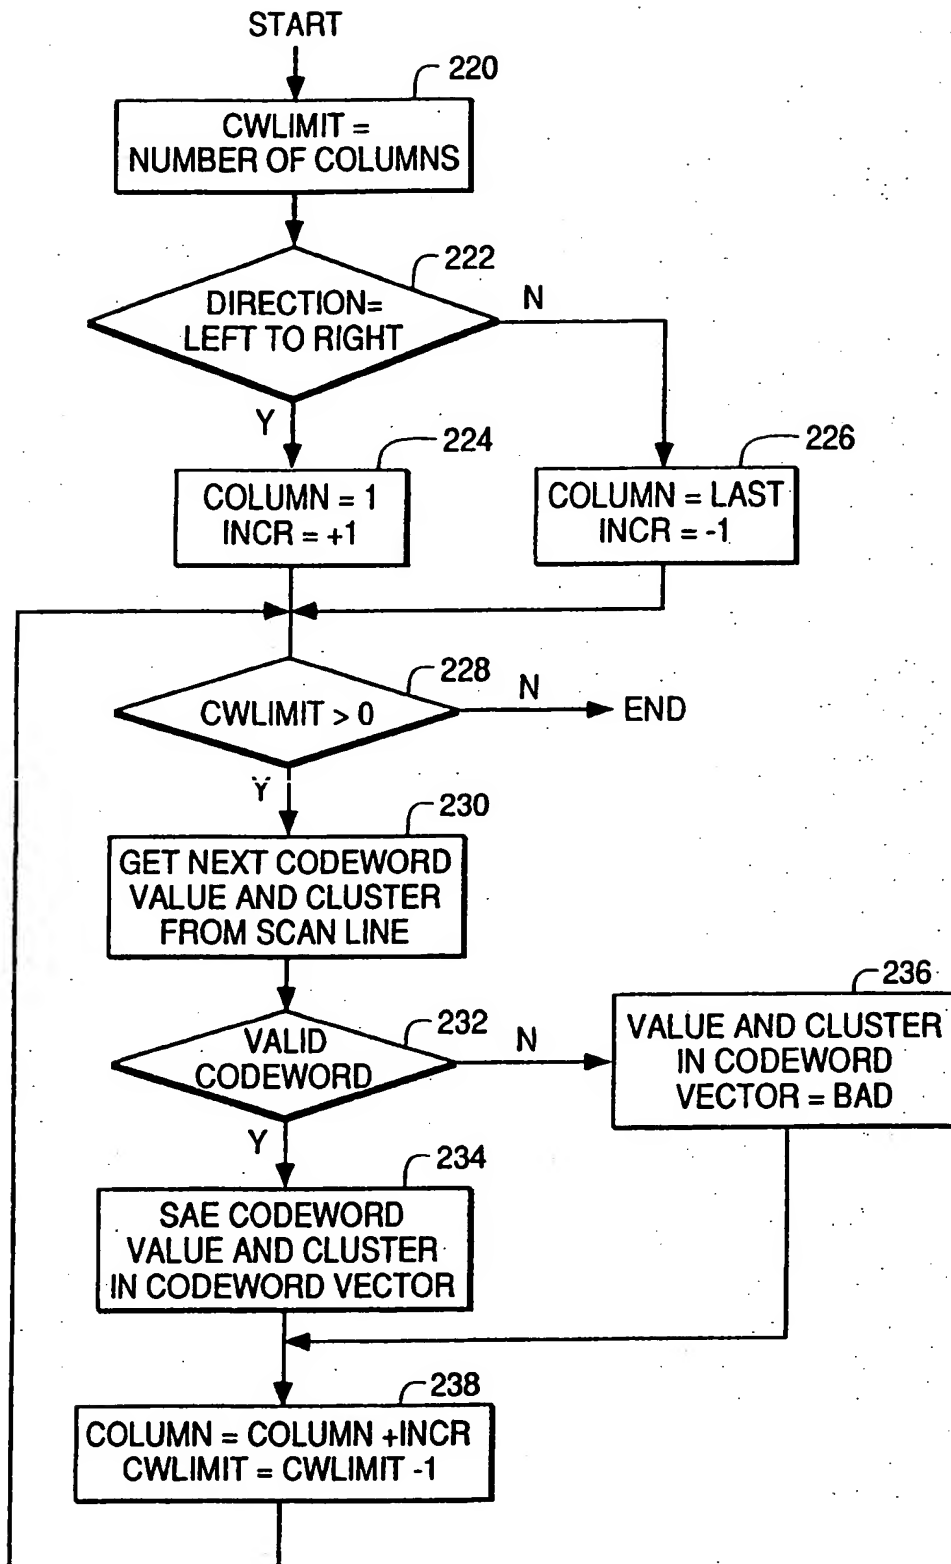 START
220
CWLIMIT =
NUMBER OF COLUMNS
222
DIRECTION=
LEFT TO RIGHT
N
Y
224
COLUMN = 1
INCR = +1
226
COLUMN = LAST
INCR = -1
228
CWLIMIT > 0
N
END
Y
230
GET NEXT CODEWORD
VALUE AND CLUSTER
FROM SCAN LINE
232
VALID
CODEWORD
N
236
VALUE AND CLUSTER
IN CODEWORD
VECTOR = BAD
Y
234
SAE CODEWORD
VALUE AND CLUSTER
IN CODEWORD VECTOR
238
COLUMN = COLUMN +INCR
CWLIMIT = CWLIMIT -1